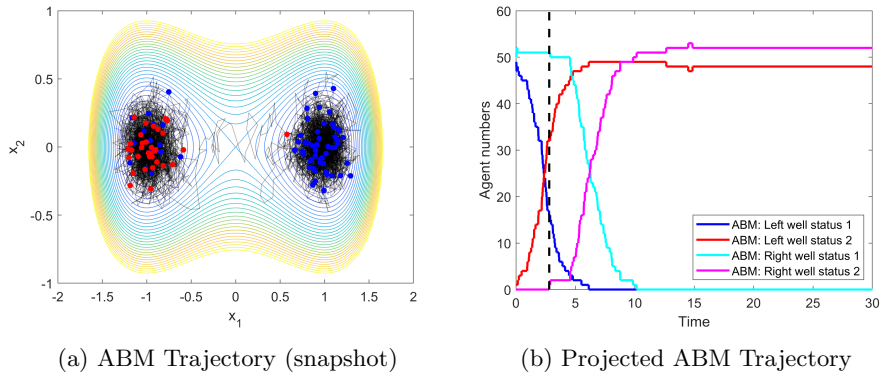 1
0.5
0
-0.5
-1
x2
-2
-1.5
-1
-0.5
0
0.5
1
1.5
2
x1
(a) ABM Trajectory (snapshot)
60
50
40
30
20
10
0
Agent numbers
ABM: Left well status 1
ABM: Left well status 2
ABM: Right well status 1
ABM: Right well status 2
0
5
10
15
20
25
30
Time
(b) Projected ABM Trajectory